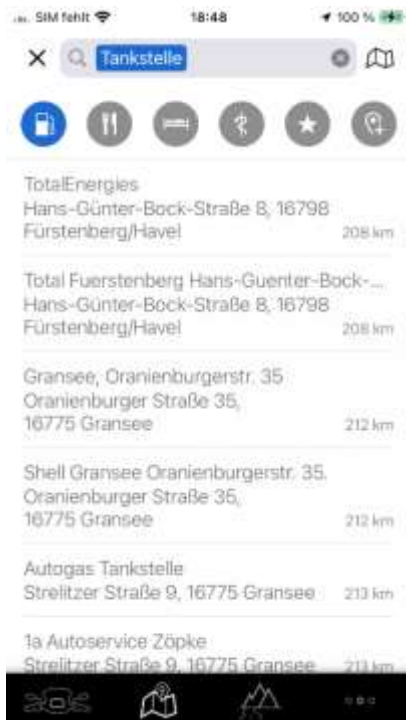 SIM fehlt
18:48
100 %
Tankstelle
TotalEnergies
Hans-Günter-Bock-Straße 8, 16798
Fürstenberg/Havel
208 km
Total Fuerstenberg Hans-Guenter-Bock-...
Hans-Günter-Bock-Straße 8, 16798
Fürstenberg/Havel
208 km
Gransee, Oranienburgerstr. 35
Oranienburger Straße 35,
16775 Gransee
212 km
Shell Gransee Oranienburgerstr. 35.
Oranienburger Straße 35,
16775 Gransee
212 km
Autogas Tankstelle
Strelitzer Straße 9, 16775 Gransee
213 km
1a Autoservice Zöpke
Strelitzer Straße 9, 16775 Gransee
213 km